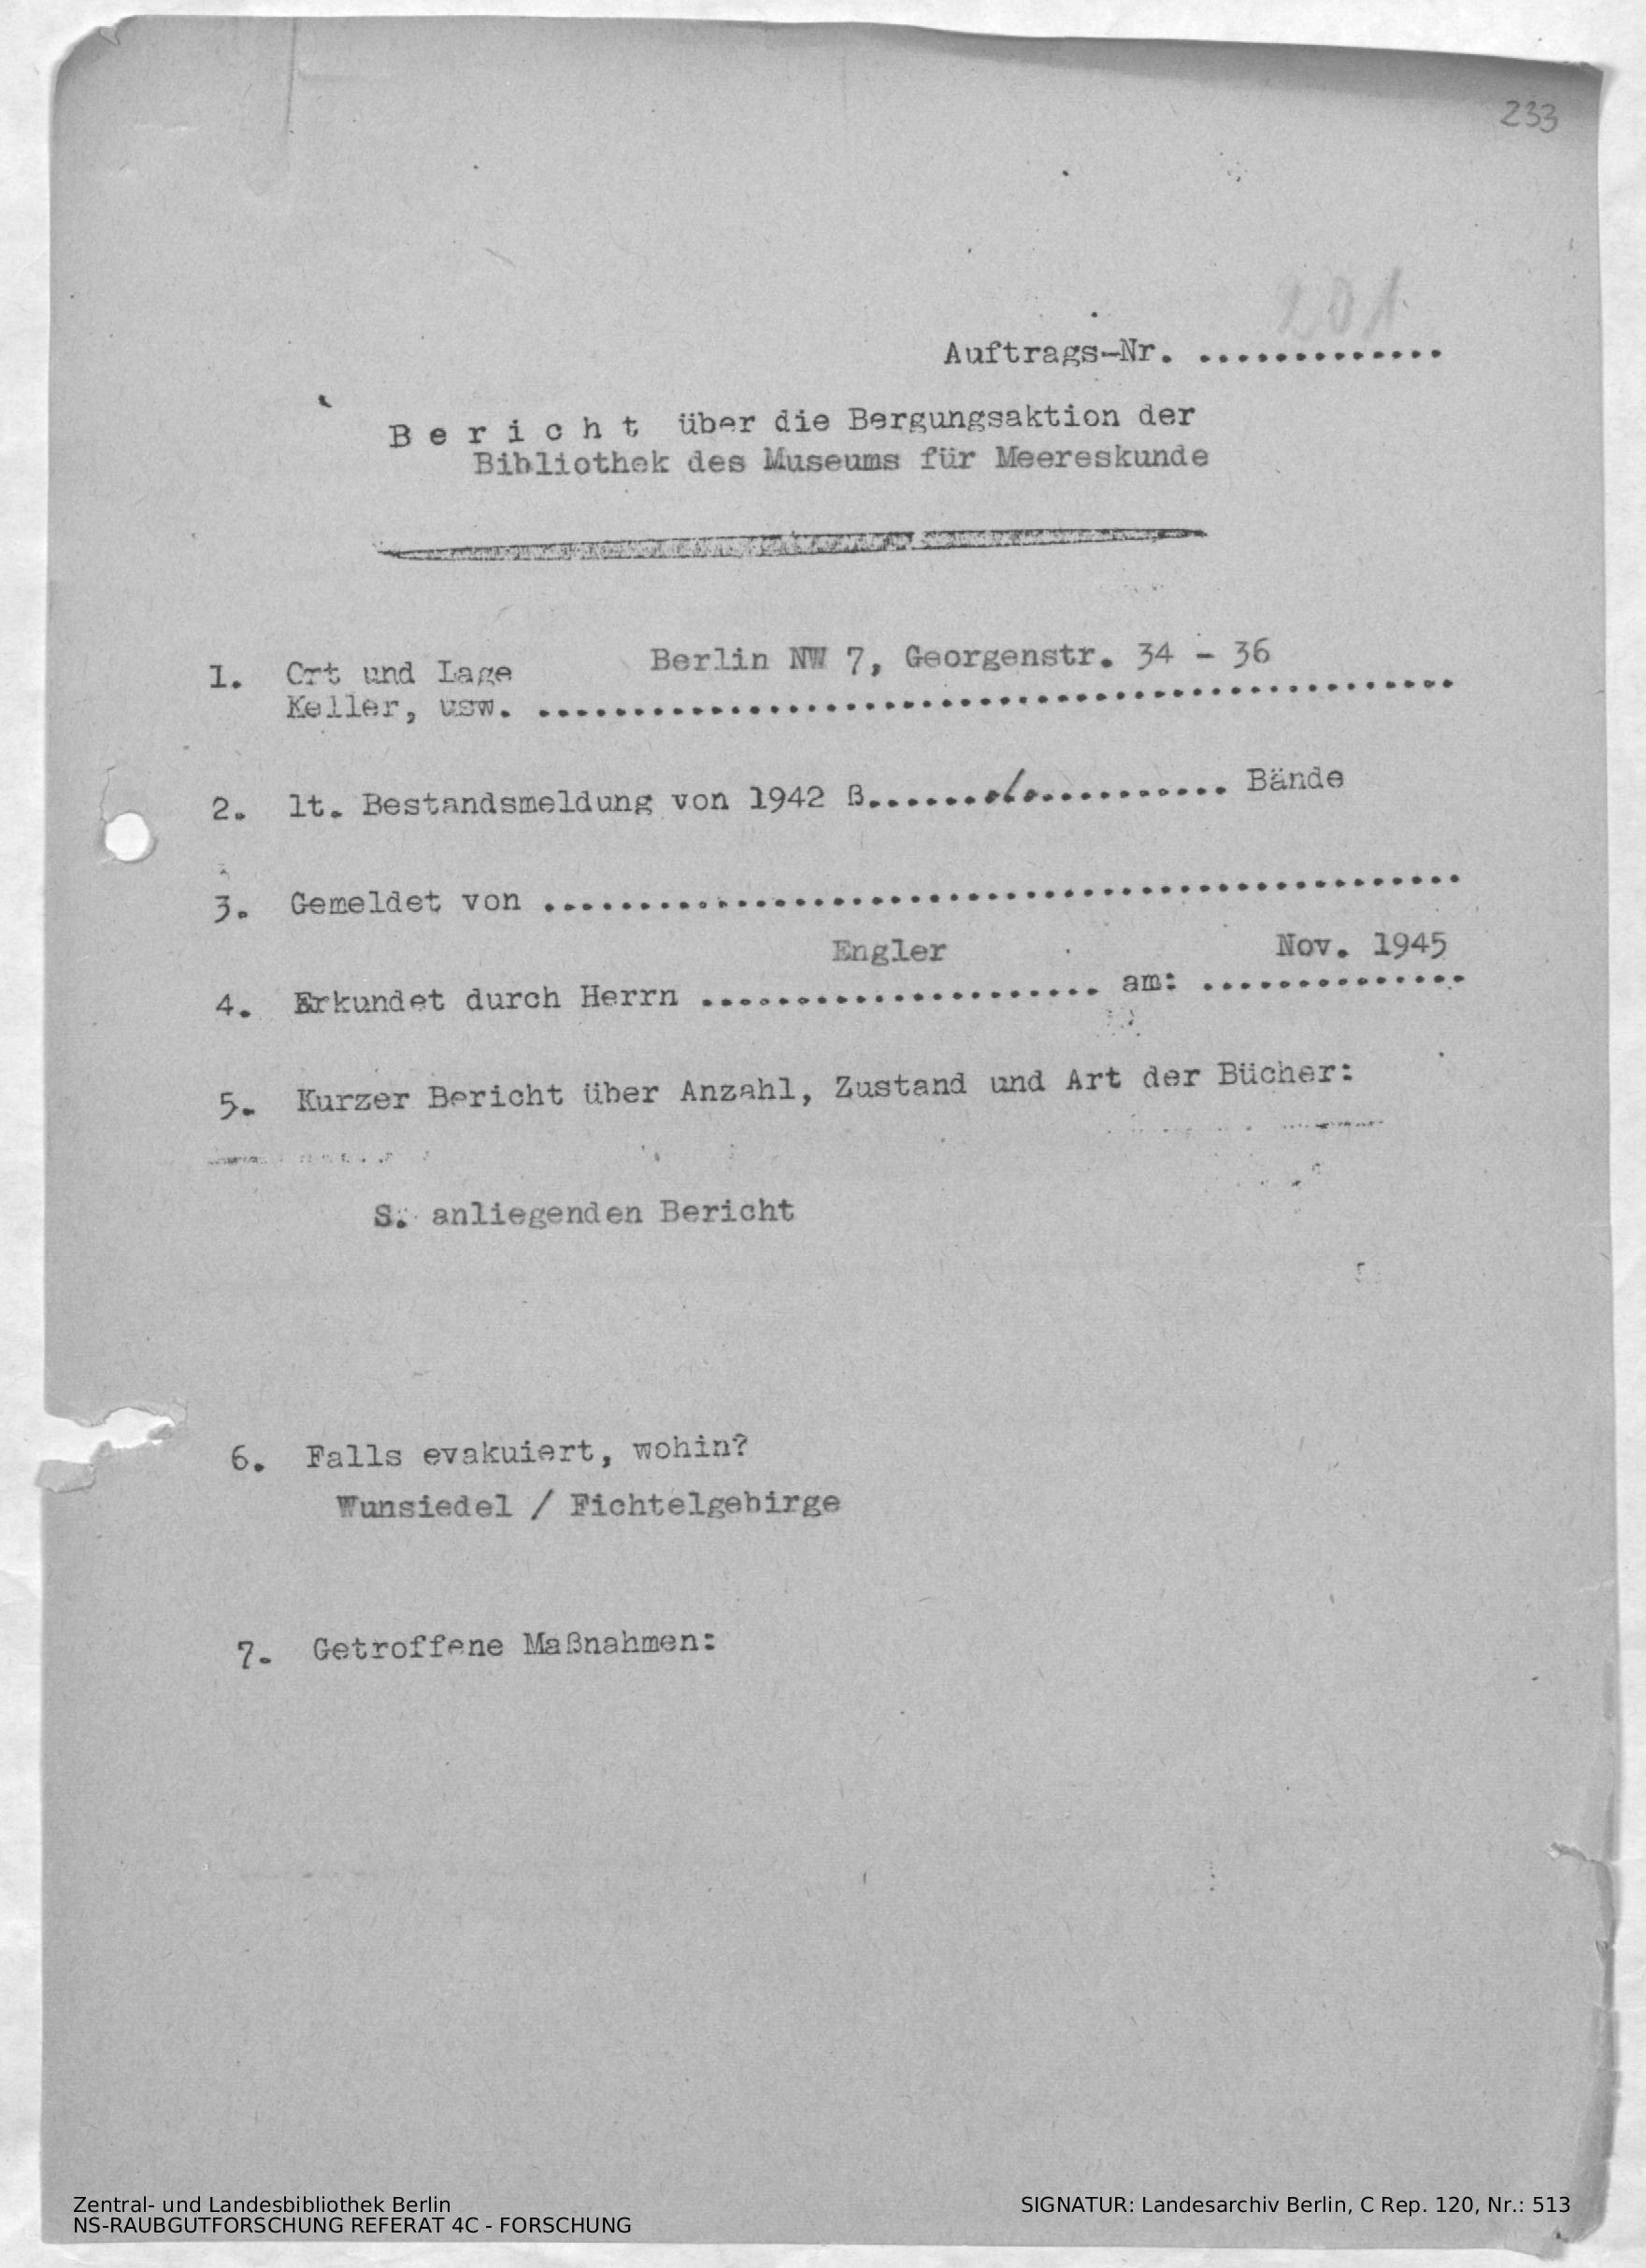 233
201
Auftrags-Nr. .............
B e r i c h t über die Bergungsaktion der
Bibliothek des Museums für Meereskunde
1. Ort und Lage Berlin NW 7, Georgenstr. 34 - 36
Keller, usw. ................................................
2. lt. Bestandsmeldung von 1942 ß................... Bände
3. Gemeldet von ................................................
Engler Nov. 1945
4. Erkundet durch Herrn ..................... am: ..............
5. Kurzer Bericht über Anzahl, Zustand und Art der Bücher:
S. anliegenden Bericht
6. Falls evakuiert, wohin?
Wunsiedel / Fichtelgebirge
7. Getroffene Maßnahmen:
Zentral- und Landesbibliothek Berlin
NS-RAUBGUTFORSCHUNG REFERAT 4C - FORSCHUNG
SIGNATUR: Landesarchiv Berlin, C Rep. 120, Nr.: 513